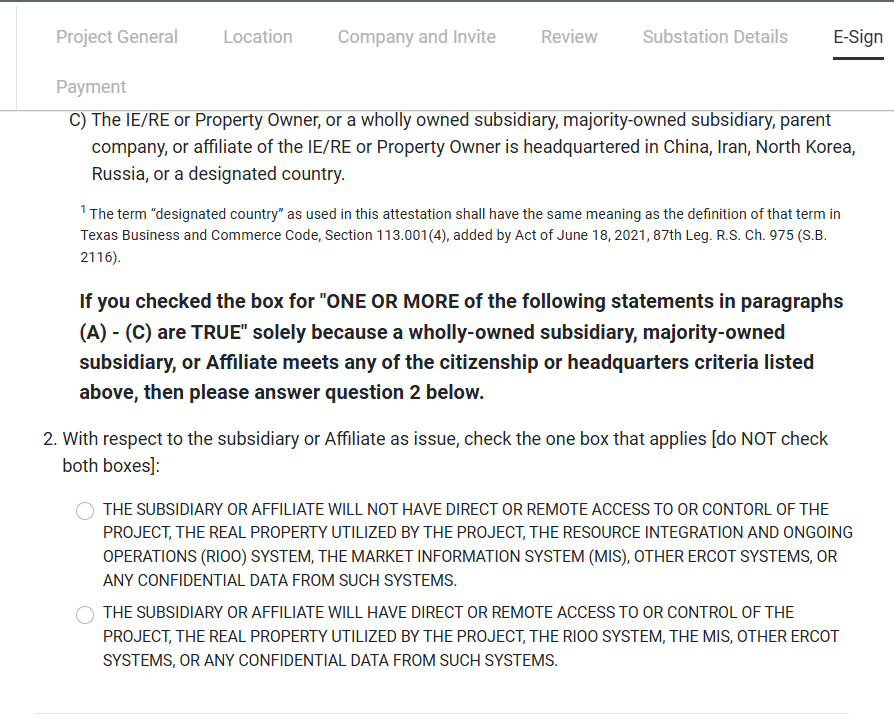 Project General Location Company and Invite Review Substation Details E-Sign
Payment
C) The IE/RE or Property Owner, or a wholly owned subsidiary, majority-owned subsidiary, parent
company, or affiliate of the IE/RE or Property Owner is headquartered in China, Iran, North Korea,
Russia, or a designated country.
1 The term “designated country” as used in this attestation shall have the same meaning as the definition of that term in
Texas Business and Commerce Code, Section 113.001(4), added by Act of June 18, 2021, 87th Leg. R.S. Ch. 975 (S.B.
2116).
If you checked the box for "ONE OR MORE of the following statements in paragraphs
(A) - (C) are TRUE" solely because a wholly-owned subsidiary, majority-owned
subsidiary, or Affiliate meets any of the citizenship or headquarters criteria listed
above, then please answer question 2 below.
2. With respect to the subsidiary or Affiliate as issue, check the one box that applies [do NOT check
both boxes]:
THE SUBSIDIARY OR AFFILIATE WILL NOT HAVE DIRECT OR REMOTE ACCESS TO OR CONTORL OF THE
PROJECT, THE REAL PROPERTY UTILIZED BY THE PROJECT, THE RESOURCE INTEGRATION AND ONGOING
OPERATIONS (RIOO) SYSTEM, THE MARKET INFORMATION SYSTEM (MIS), OTHER ERCOT SYSTEMS, OR
ANY CONFIDENTIAL DATA FROM SUCH SYSTEMS.
THE SUBSIDIARY OR AFFILIATE WILL HAVE DIRECT OR REMOTE ACCESS TO OR CONTROL OF THE
PROJECT, THE REAL PROPERTY UTILIZED BY THE PROJECT, THE RIOO SYSTEM, THE MIS, OTHER ERCOT
SYSTEMS, OR ANY CONFIDENTIAL DATA FROM SUCH SYSTEMS.